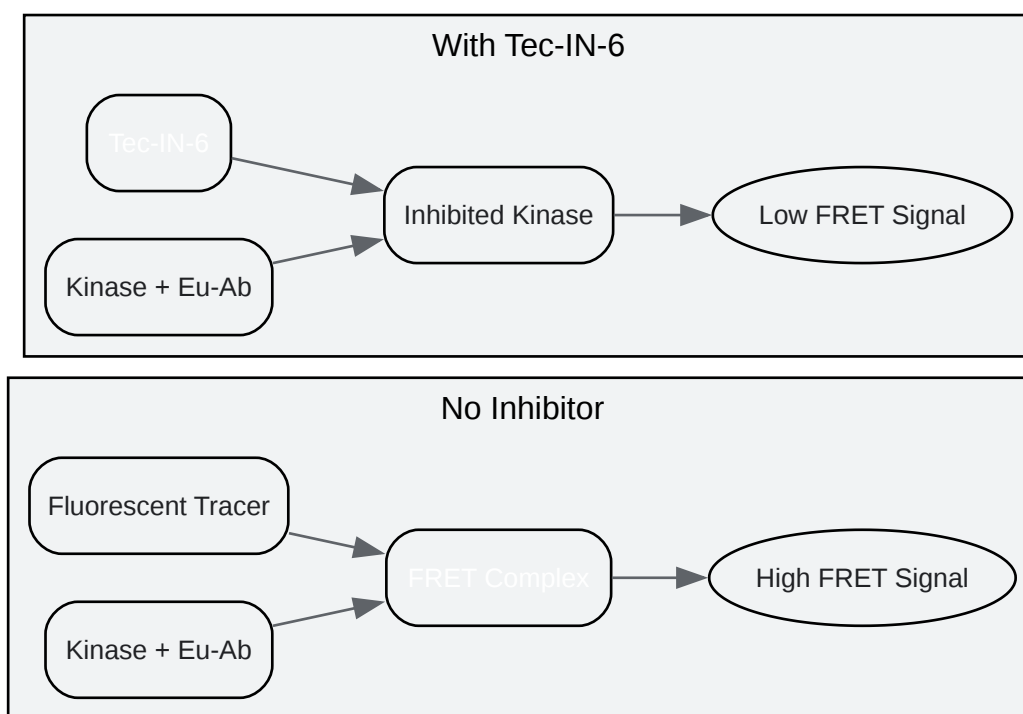 With Tec-IN-6
Tec-IN-6
Inhibited Kinase
Low FRET Signal
Kinase + Eu-Ab
No Inhibitor
Fluorescent Tracer
FRET Complex
High FRET Signal
Kinase + Eu-Ab